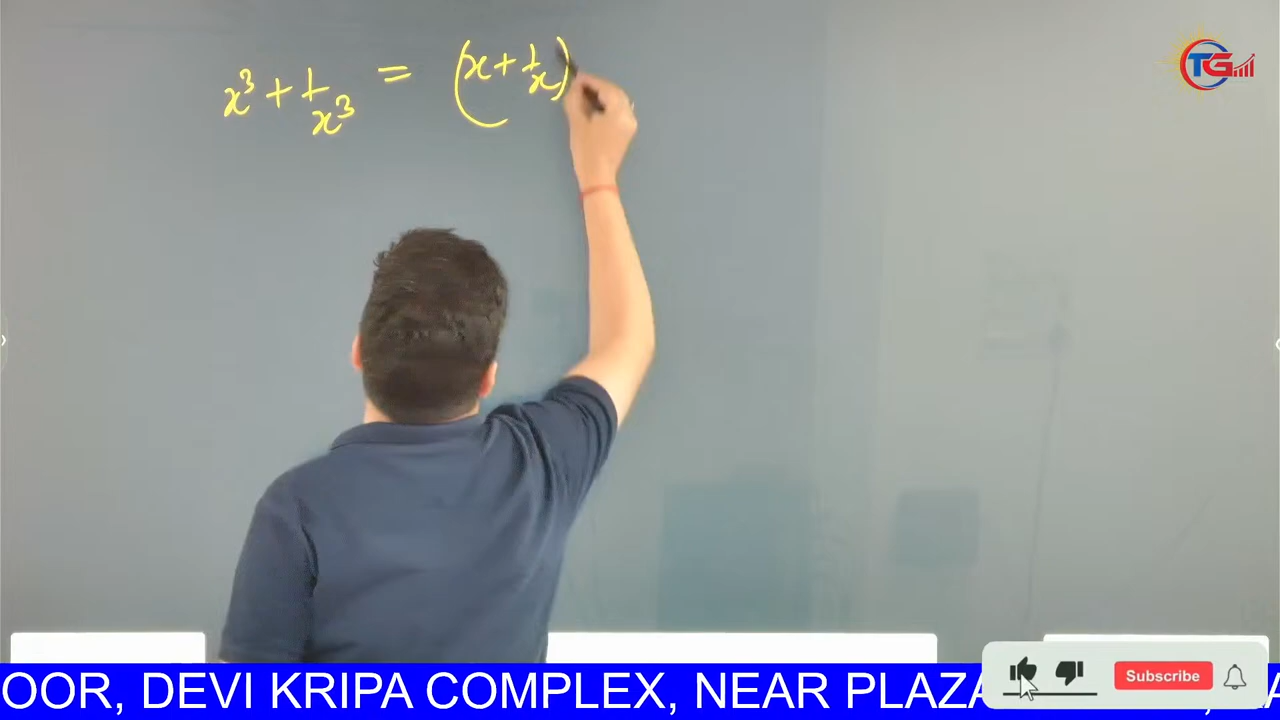 x³ + 1/x³ = (x + 1/x)
TG
OOR, DEVI KRIPA COMPLEX, NEAR PLAZA
Subscribe